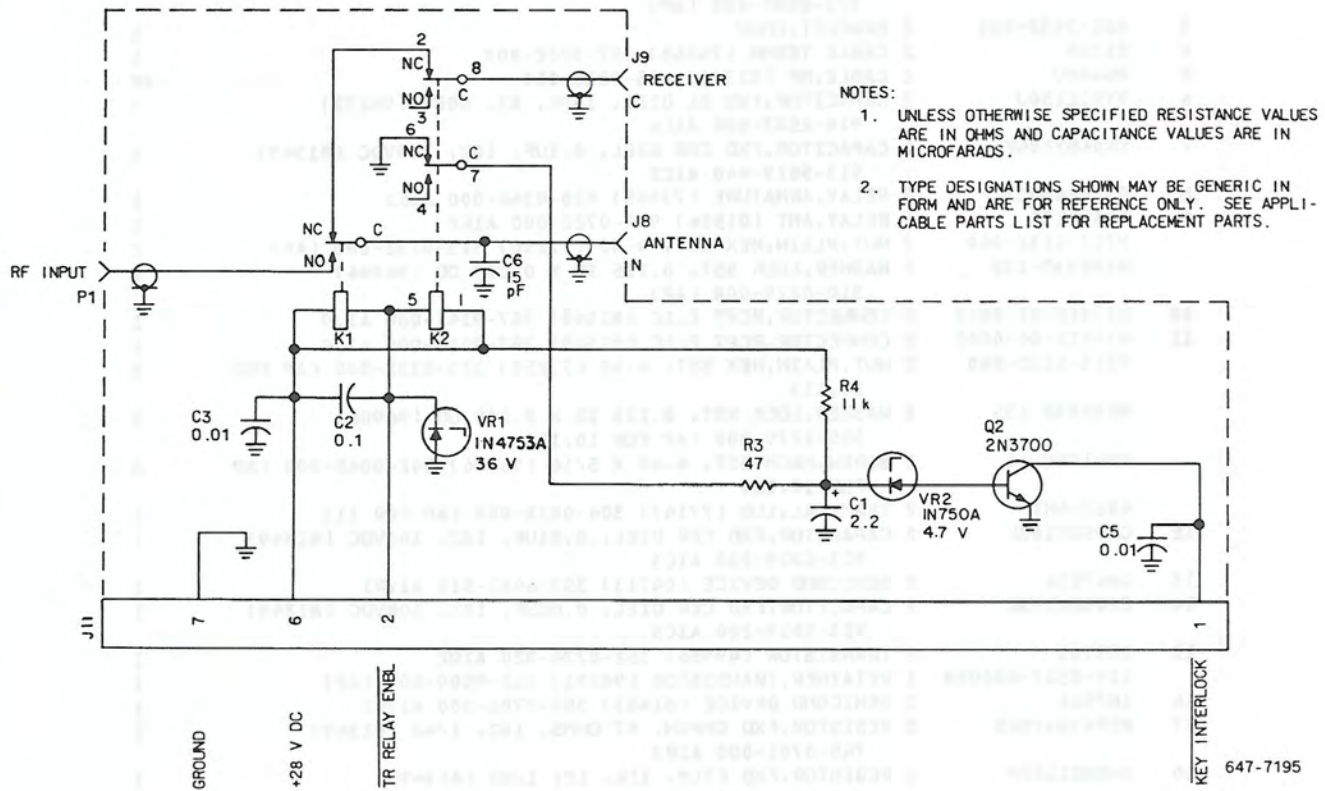 2
NC
8
J9
RECEIVER
C
C
NO
3
6
NC
C
7
NO
4
NC
C
NO
J8
ANTENNA
IN
RF INPUT
P1
C6
15
pF
5
1
K1
K2
NOTES:
1. UNLESS OTHERWISE SPECIFIED RESISTANCE VALUES
ARE IN OHMS AND CAPACITANCE VALUES ARE IN
MICROFARADS.
2. TYPE DESIGNATIONS SHOWN MAY BE GENERIC IN
FORM AND ARE FOR REFERENCE ONLY. SEE APPLI-
CABLE PARTS LIST FOR REPLACEMENT PARTS.
C3
0.01
C2
0.1
VR1
1N4753A
36 V
R4
11k
R3
47
+
C1
2.2
VR2
1N750A
4.7 V
Q2
2N3700
C5
0.01
J11
7
6
2
1
GROUND
+28 V DC
TR RELAY ENBL
KEY INTERLOCK
647-7195